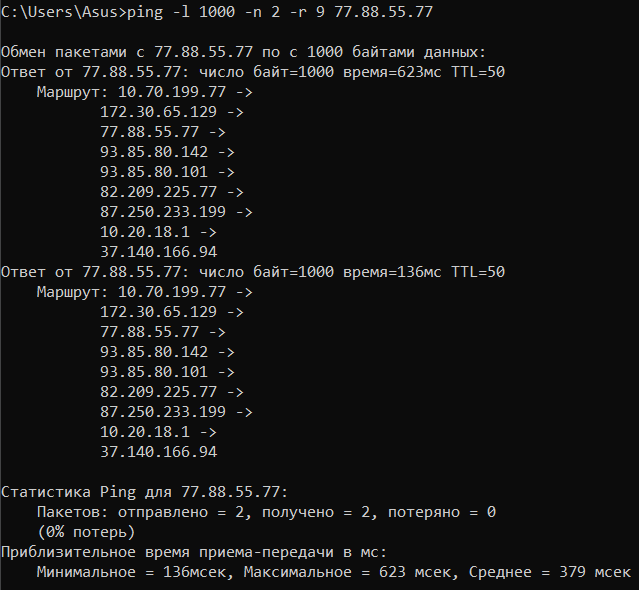 C:\Users\Asus>ping -l 1000 -n 2 -r 9 77.88.55.77
Обмен пакетами с 77.88.55.77 по с 1000 байтами данных:
Ответ от 77.88.55.77: число байт=1000 время=623мс TTL=50
Маршрут: 10.70.199.77 ->
172.30.65.129 ->
77.88.55.77 ->
93.85.80.142 ->
93.85.80.101 ->
82.209.225.77 ->
87.250.233.199 ->
10.20.18.1 ->
37.140.166.94
Ответ от 77.88.55.77: число байт=1000 время=136мс TTL=50
Маршрут: 10.70.199.77 ->
172.30.65.129 ->
77.88.55.77 ->
93.85.80.142 ->
93.85.80.101 ->
82.209.225.77 ->
87.250.233.199 ->
10.20.18.1 ->
37.140.166.94
Статистика Ping для 77.88.55.77:
Пакетов: отправлено = 2, получено = 2, потеряно = 0
(0% потерь)
Приблизительное время приема-передачи в мс:
Минимальное = 136мсек, Максимальное = 623 мсек, Среднее = 379 мсек